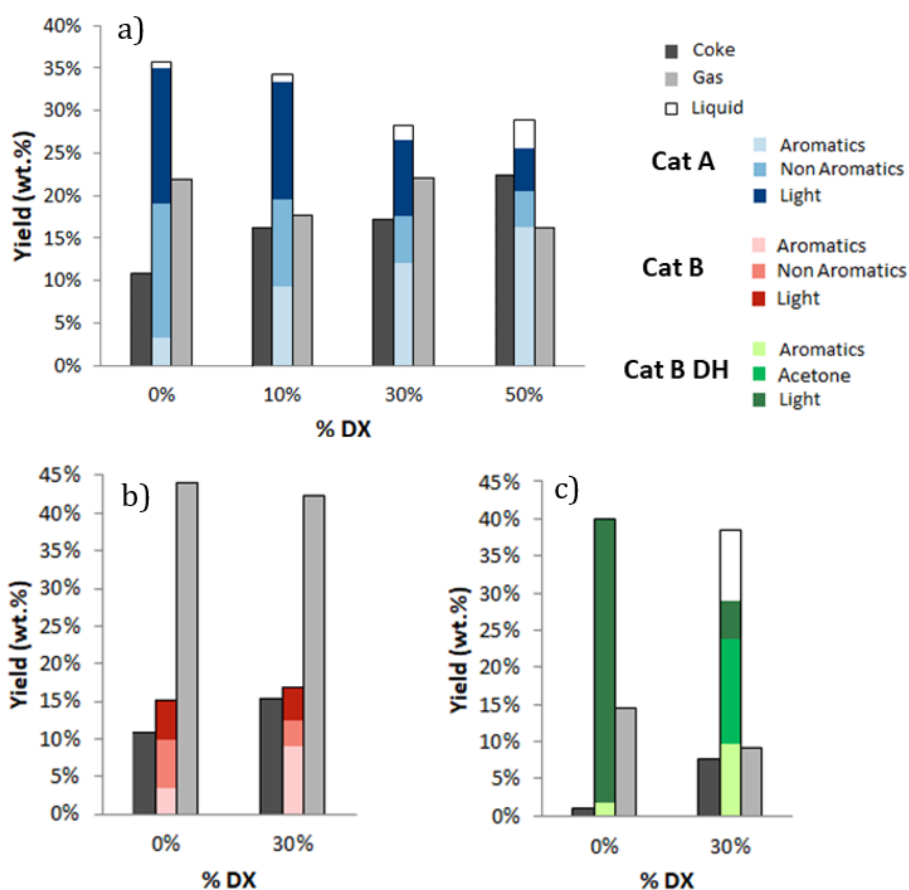 a)
40%
35%
30%
25%
20%
15%
10%
5%
0%
Yield (wt.%)
0% 10% 30% 50%
% DX
Coke
Gas
Liquid
Cat A
Aromatics
Non Aromatics
Light
Cat B
Aromatics
Non Aromatics
Light
Cat B DH
Aromatics
Acetone
Light
b)
45%
40%
35%
30%
25%
20%
15%
10%
5%
0%
Yield (wt.%)
0% 30%
% DX
c)
45%
40%
35%
30%
25%
20%
15%
10%
5%
0%
Yield (wt.%)
0% 30%
% DX